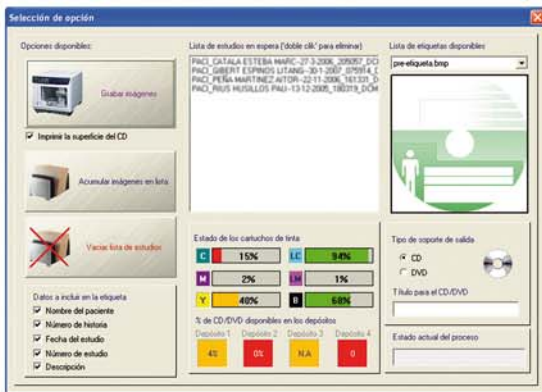 Selección de opción
Opciones disponibles:
Grabar imágenes
Imprimir la superficie del CD
Acumular imágenes en lista
Vaciar lista de estudios
Datos a incluir en la etiqueta
Nombre del paciente
Número de historia
Fecha del estudio
Número de estudio
Descripción
Lista de estudios en espera ('doble clik' para eliminar)
PACI_CATALA ESTEBA MARC-27-3-2006_
PACI_GIBERT ESPINOS LITANG-30-1-2007_
PACI_PEÑA MARTINEZ AITOR-22-11-2006_
PACI_RIUS HUSILLOS PAU-13-12-2005_180319_DCM
Estado de los cartuchos de tinta
C 15% LC 94%
M 2% LM 1%
Y 40% B 60%
% de CD/DVD disponibles en los depósitos
Depósito 1 Depósito 2 Depósito 3 Depósito 4
4% 0% N.A 0
Lista de etiquetas disponibles
pre-etiqueta.bmp
Tipo de soporte de salida
CD
DVD
Título para el CD/DVD
Estado actual del proceso